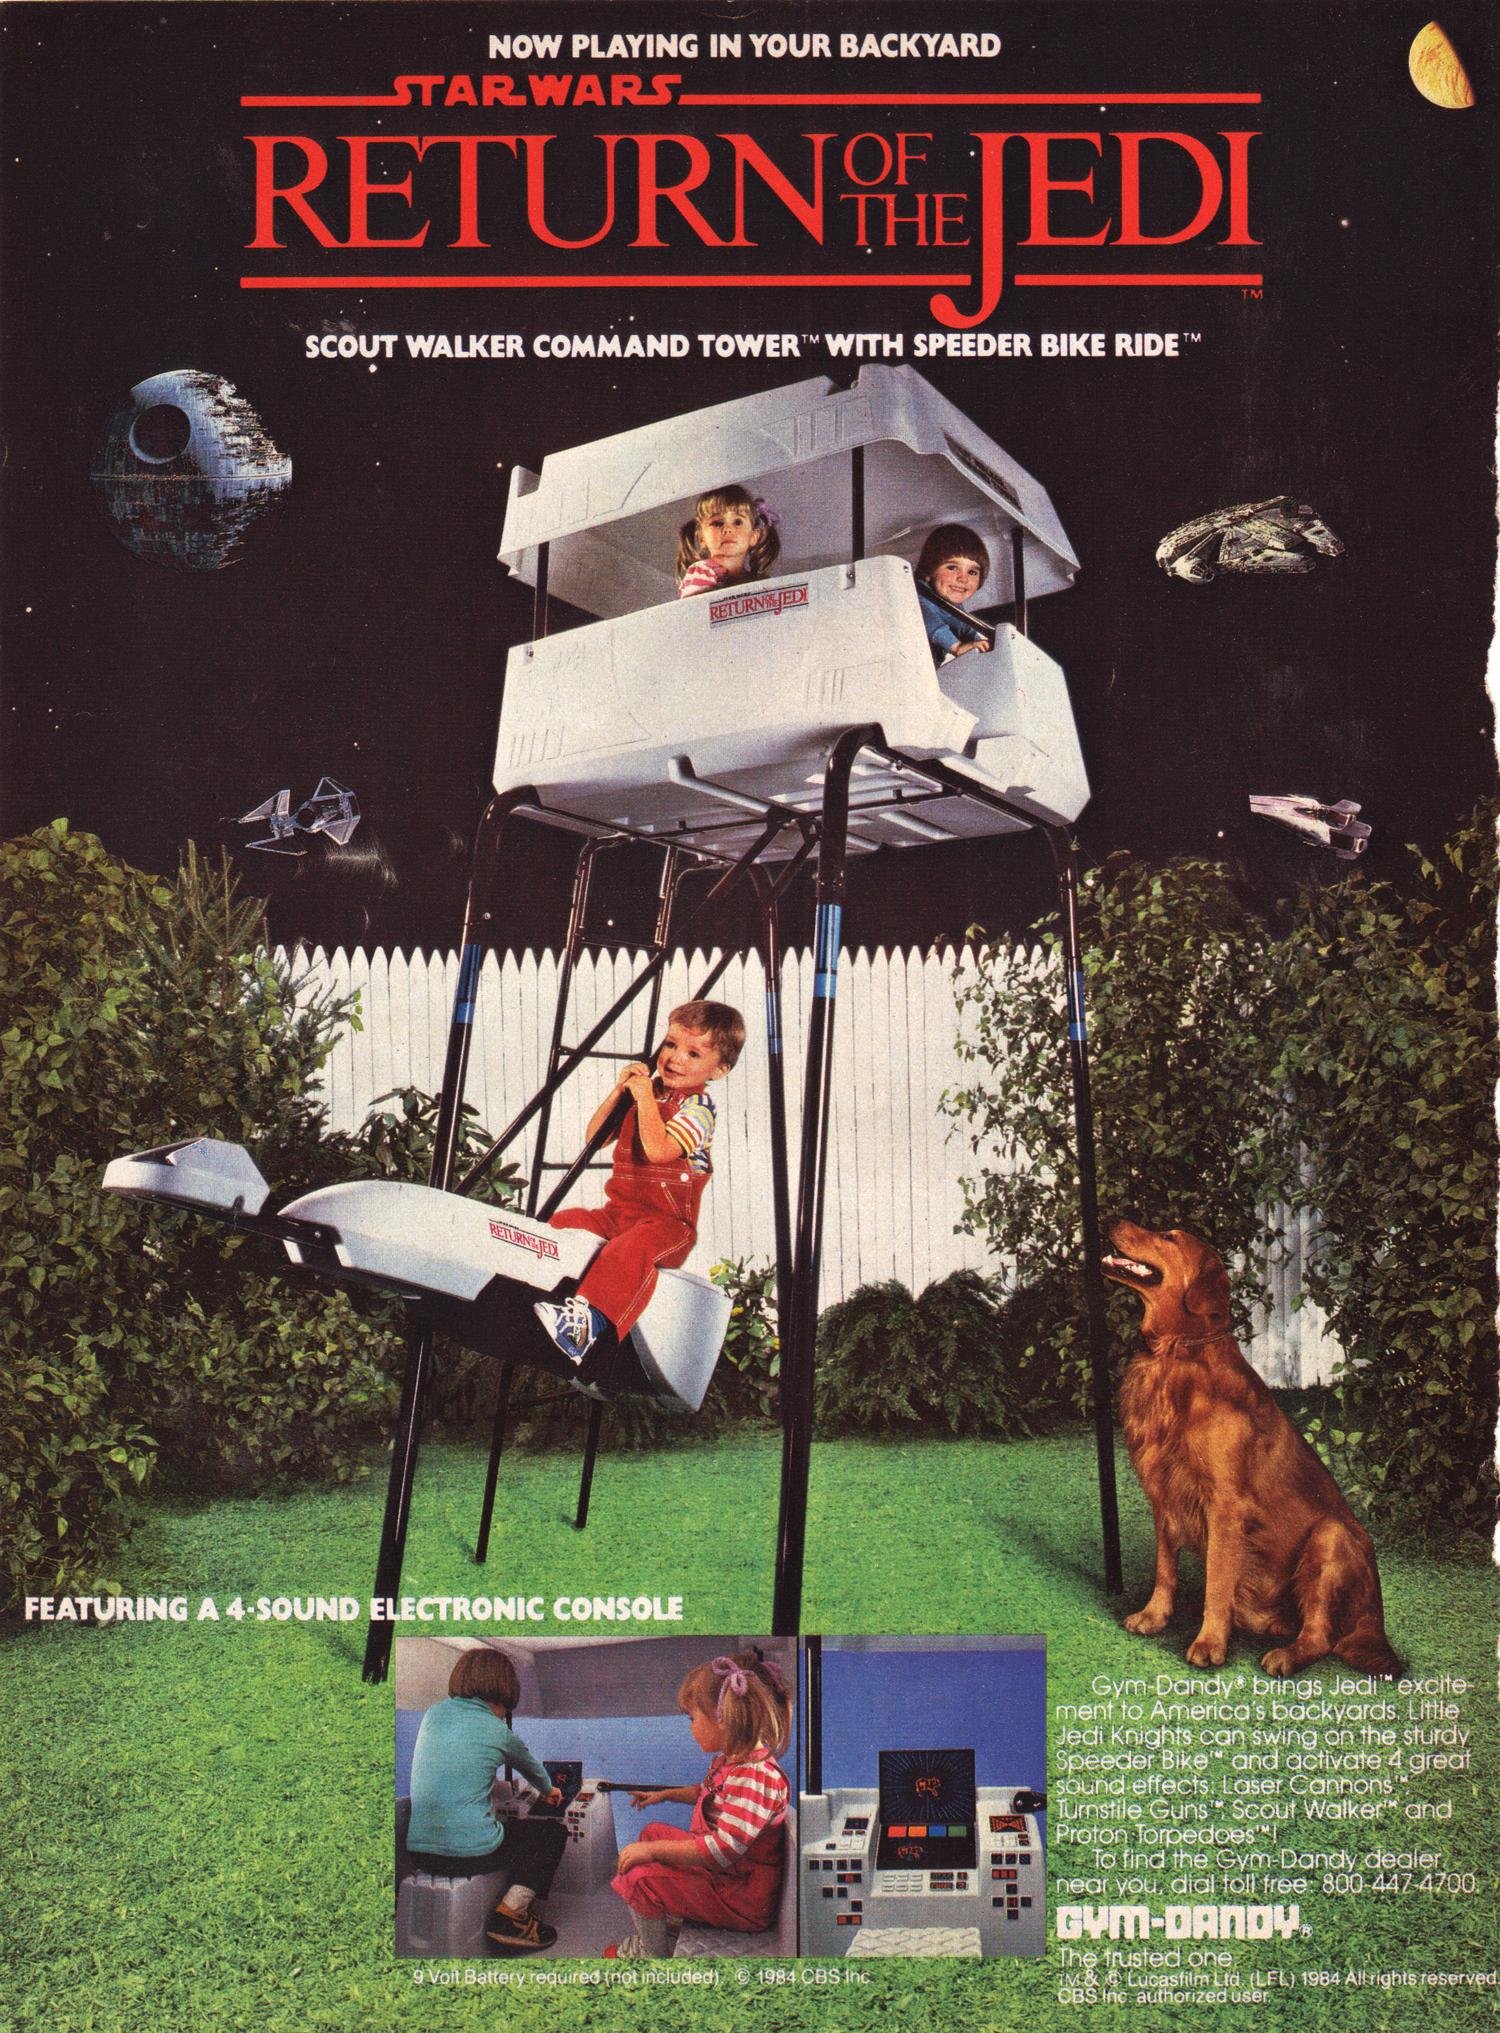 NOW PLAYING IN YOUR BACKYARD
STAR WARS
RETURN OF THE JEDI
TM
SCOUT WALKER COMMAND TOWER™ WITH SPEEDER BIKE RIDE™
RETURN OF THE JEDI
RETURN OF THE JEDI
FEATURING A 4-SOUND ELECTRONIC CONSOLE
Gym-Dandy® brings Jedi™ excite-
ment to America's backyards. Little
Jedi Knights can swing on the sturdy
Speeder Bike™ and activate 4 great
sound effects: Laser Cannons™,
Turnstile Guns™, Scout Walker™ and
Proton Torpedoes™!
To find the Gym-Dandy dealer
near you, dial toll free: 800-447-4700.
GYM-DANDY®
The trusted one
9 Volt Battery required (not included). © 1984 CBS Inc.
TM & © Lucasfilm Ltd. (LFL) 1984 All rights reserved.
CBS Inc. authorized user.